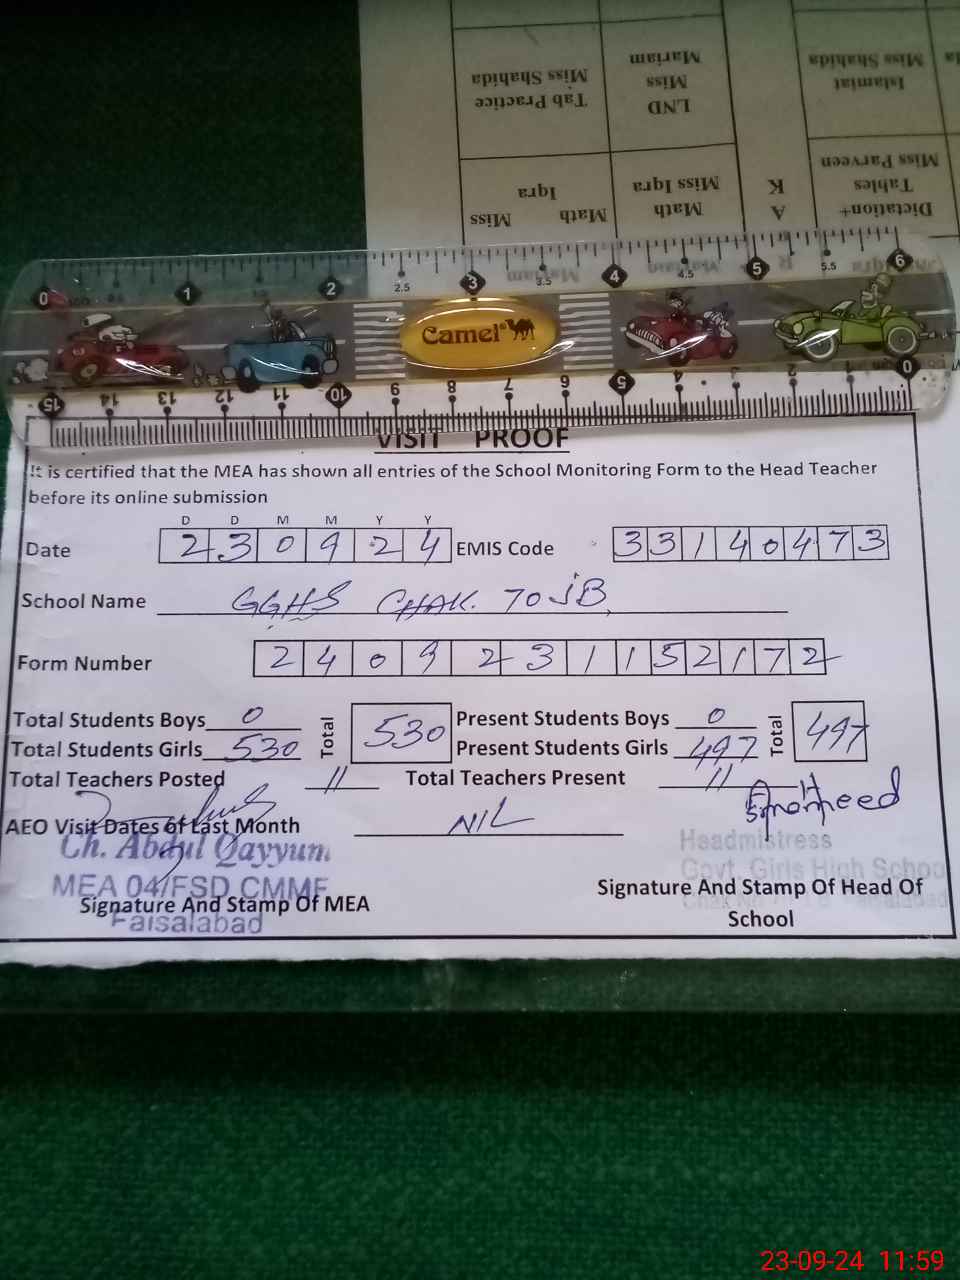 Miss Shahida
Tab Practice
Mariam
Miss
LND
Miss Shahida
Islamiat
Miss
Iqra
Math
Miss Iqra
Math
K
A
Miss Parveen
Tables
Dictation+
0 1 2 2.5 3 3.5 4 4.5 5 5.5 6
Camel
15 14 13 12 11 10 9 8 7 6 5 4 3 2 1 0
VISIT PROOF
It is certified that the MEA has shown all entries of the School Monitoring Form to the Head Teacher
before its online submission
D D M M Y Y
Date 2 3 0 9 2 4 EMIS Code 3 3 1 4 0 4 7 3
School Name GGHS CHAK. 70 JB
Form Number 2 4 0 9 2 3 1 1 5 2 1 7 2
Total Students Boys 0 Total 530 Present Students Boys 0 Total 497
Total Students Girls 530 Present Students Girls 497
Total Teachers Posted 11 Total Teachers Present 11
AEO Visit Dates of Last Month NIL
Ch. Abdul Qayyum
MEA 04/FSD CMMF
Faisalabad
Signature And Stamp Of MEA
Headmistress
Govt. Girls High School
Chak No Faisalabad
Signature And Stamp Of Head Of
School
23-09-24 11:59